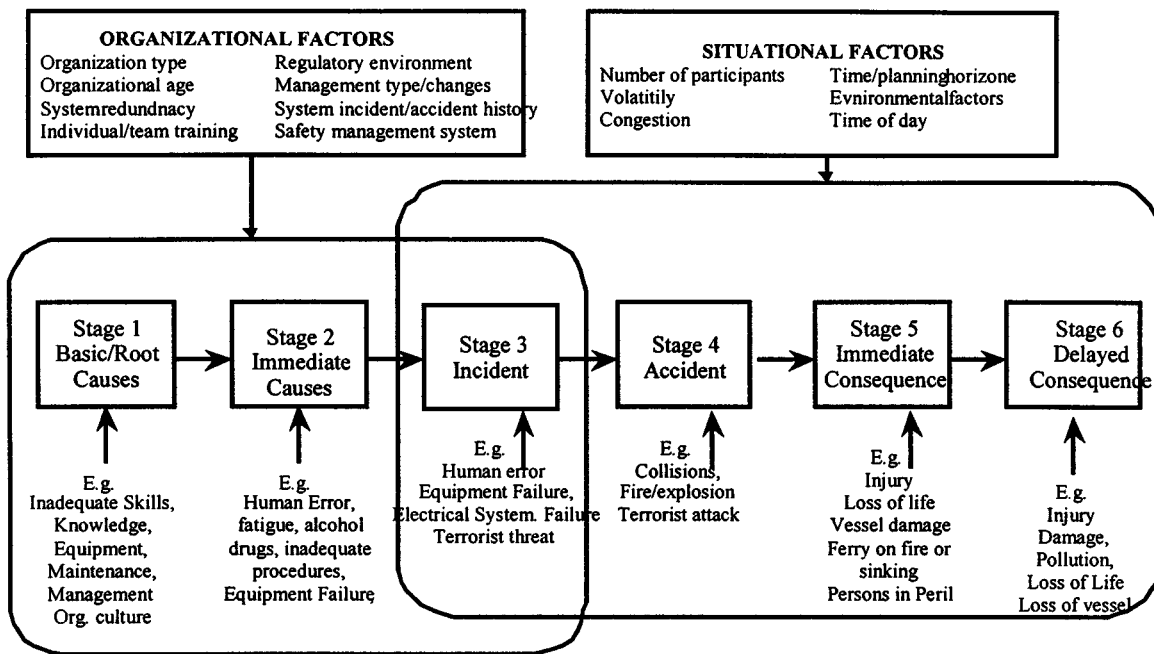 ORGANIZATIONAL FACTORS
Organization type
Organizational age
Systemredundnacy
Individual/team training
Regulatory environment
Management type/changes
System incident/accident history
Safety management system
SITUATIONAL FACTORS
Number of participants
Volatitily
Congestion
Time/planninghorizone
Evnironmentalfactors
Time of day
Stage 1
Basic/Root
Causes
Stage 2
Immediate
Causes
Stage 3
Incident
Stage 4
Accident
Stage 5
Immediate
Consequence
Stage 6
Delayed
Consequence
E.g.
Inadequate Skills,
Knowledge,
Equipment,
Maintenance,
Management
Org. culture
E.g.
Human Error,
fatigue, alcohol
drugs, inadequate
procedures,
Equipment Failure
E.g.
Human error
Equipment Failure,
Electrical System. Failure
Terrorist threat
E.g.
Collisions,
Fire/explosion
Terrorist attack
E.g.
Injury
Loss of life
Vessel damage
Ferry on fire or
sinking
Persons in Peril
E.g.
Injury
Damage,
Pollution,
Loss of Life
Loss of vessel